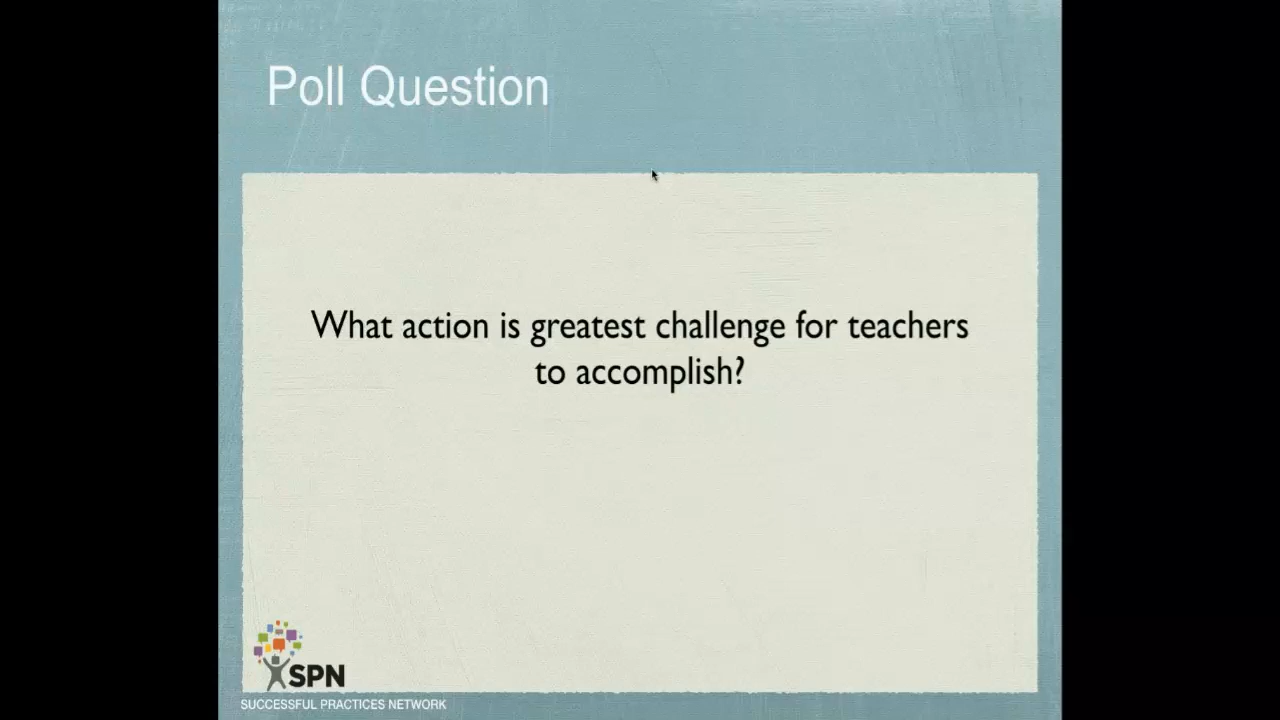 Poll Question
What action is greatest challenge for teachers
to accomplish?
SPN
SUCCESSFUL PRACTICES NETWORK